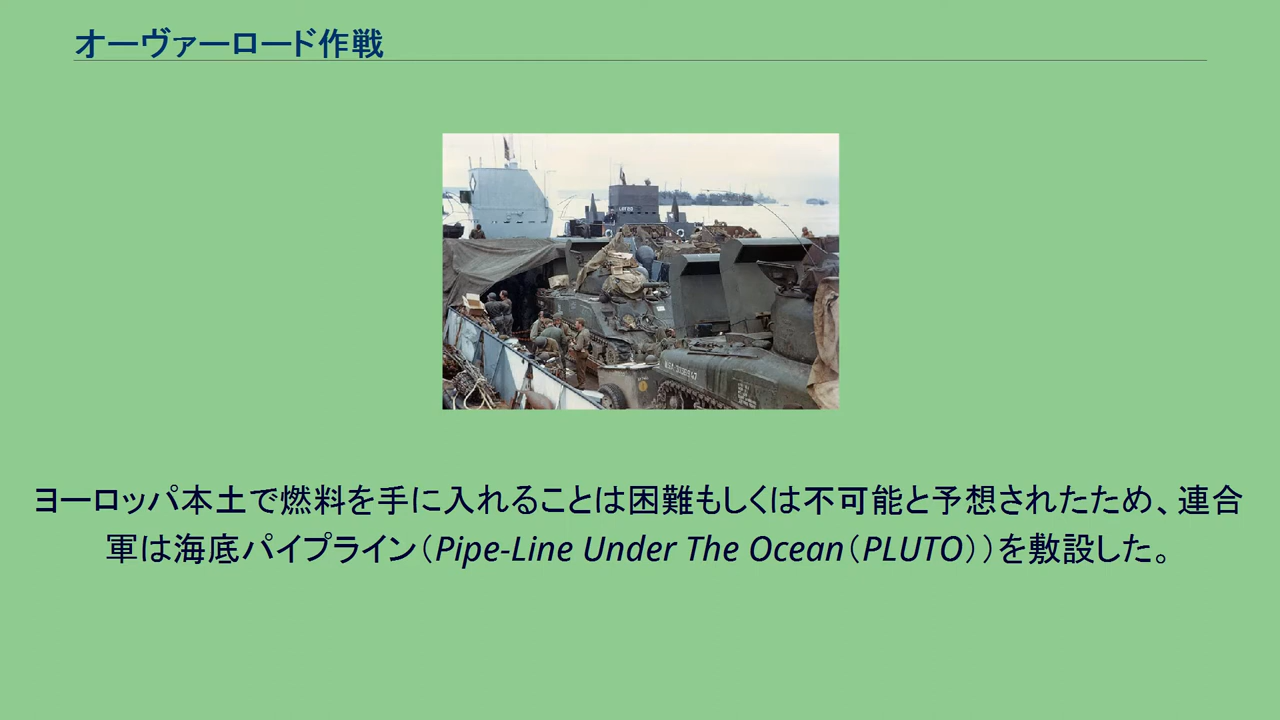 オーヴァーロード作戦
ヨーロッパ本土で燃料を手に入れることは困難もしくは不可能と予想されたため、連合
軍は海底パイプライン（Pipe-Line Under The Ocean（PLUTO））を敷設した。